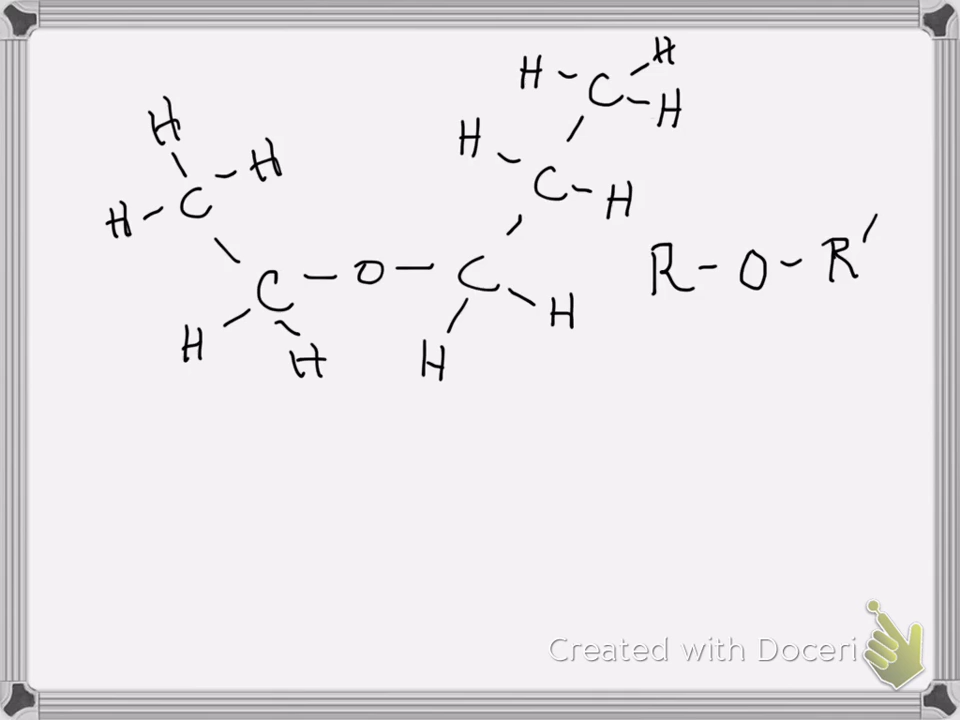 H - C - H
H
H - C - H
H
H - C - H
C - O - C
R - O - R'
H
H
H
H
Created with Doceri